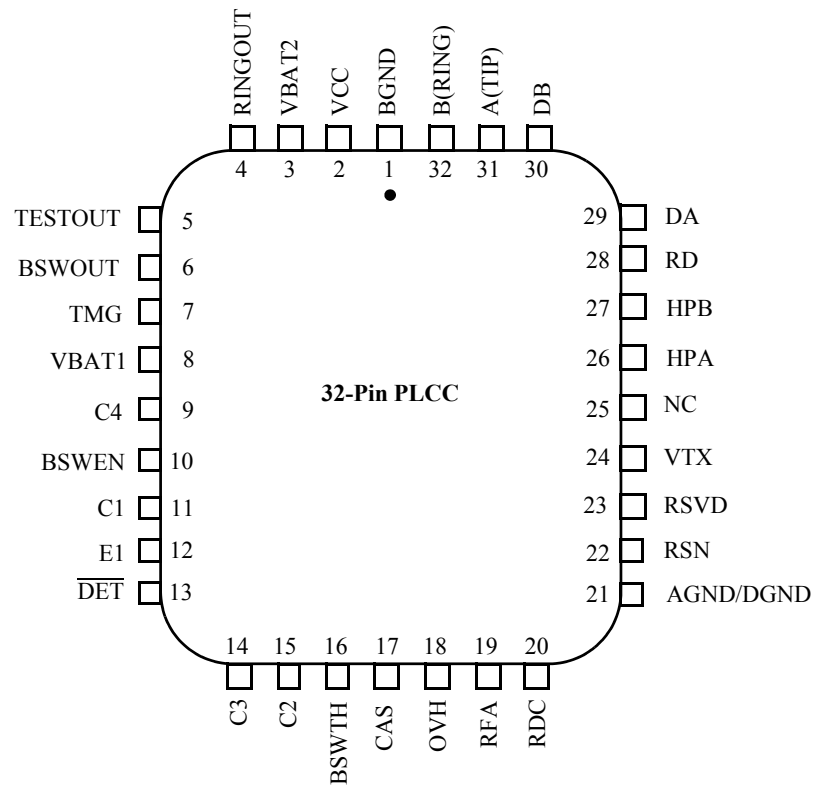 RINGOUT
VBAT2
VCC
BGND
B(RING)
A(TIP)
DB
4 3 2 1 32 31 30
TESTOUT 5
BSWOUT 6
TMG 7
VBAT1 8
C4 9
BSWEN 10
C1 11
E1 12
DET 13
32-Pin PLCC
29 DA
28 RD
27 HPB
26 HPA
25 NC
24 VTX
23 RSVD
22 RSN
21 AGND/DGND
14 15 16 17 18 19 20
C3
C2
BSWTH
CAS
OVH
RFA
RDC